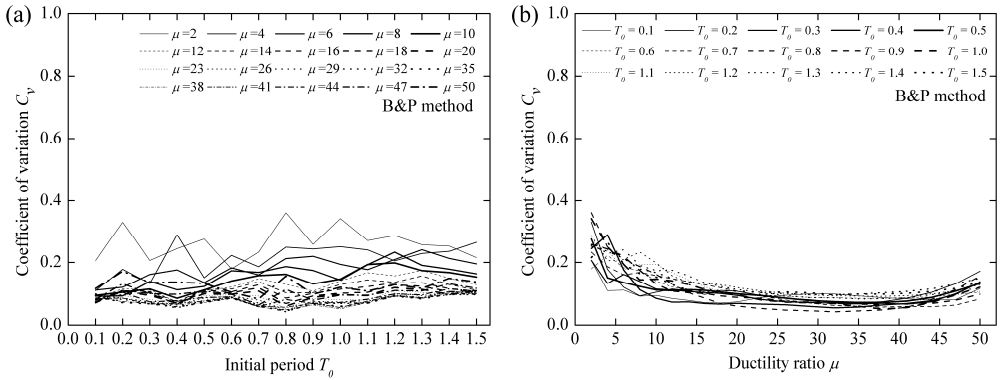 (a)
μ=2 μ=4 μ=6 μ=8 μ=10
μ=12 μ=14 μ=16 μ=18 μ=20
μ=23 μ=26 μ=29 μ=32 μ=35
μ=38 μ=41 μ=44 μ=47 μ=50
B&P method
Coefficient of variation Cv
1.0
0.8
0.6
0.4
0.2
0.0
0.0 0.1 0.2 0.3 0.4 0.5 0.6 0.7 0.8 0.9 1.0 1.1 1.2 1.3 1.4 1.5
Initial period T0
(b)
T0 = 0.1 T0 = 0.2 T0 = 0.3 T0 = 0.4 T0 = 0.5
T0 = 0.6 T0 = 0.7 T0 = 0.8 T0 = 0.9 T0 = 1.0
T0 = 1.1 T0 = 1.2 T0 = 1.3 T0 = 1.4 T0 = 1.5
B&P method
Coefficient of variation Cv
1.0
0.8
0.6
0.4
0.2
0.0
0 5 10 15 20 25 30 35 40 45 50
Ductility ratio μ